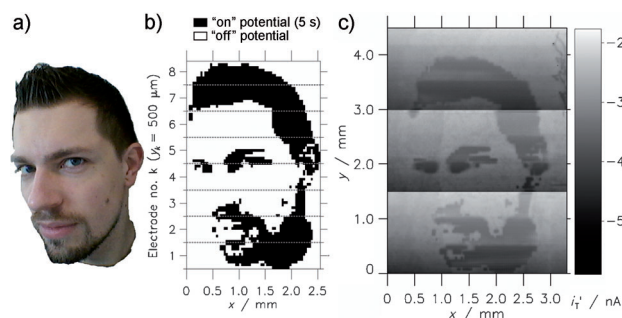 a)
b)
"on" potential (5 s)
"off" potential
Electrode no. k (yₖ = 500 μm)
8
7
6
5
4
3
2
1
0.0 0.5 1.0 1.5 2.0 2.5
x / mm
c)
y / mm
4.0
3.0
2.0
1.0
0
0.0 0.5 1.0 1.5 2.0 2.5 3.0
x / mm
−2
−3
−4
−5
i_T' / nA